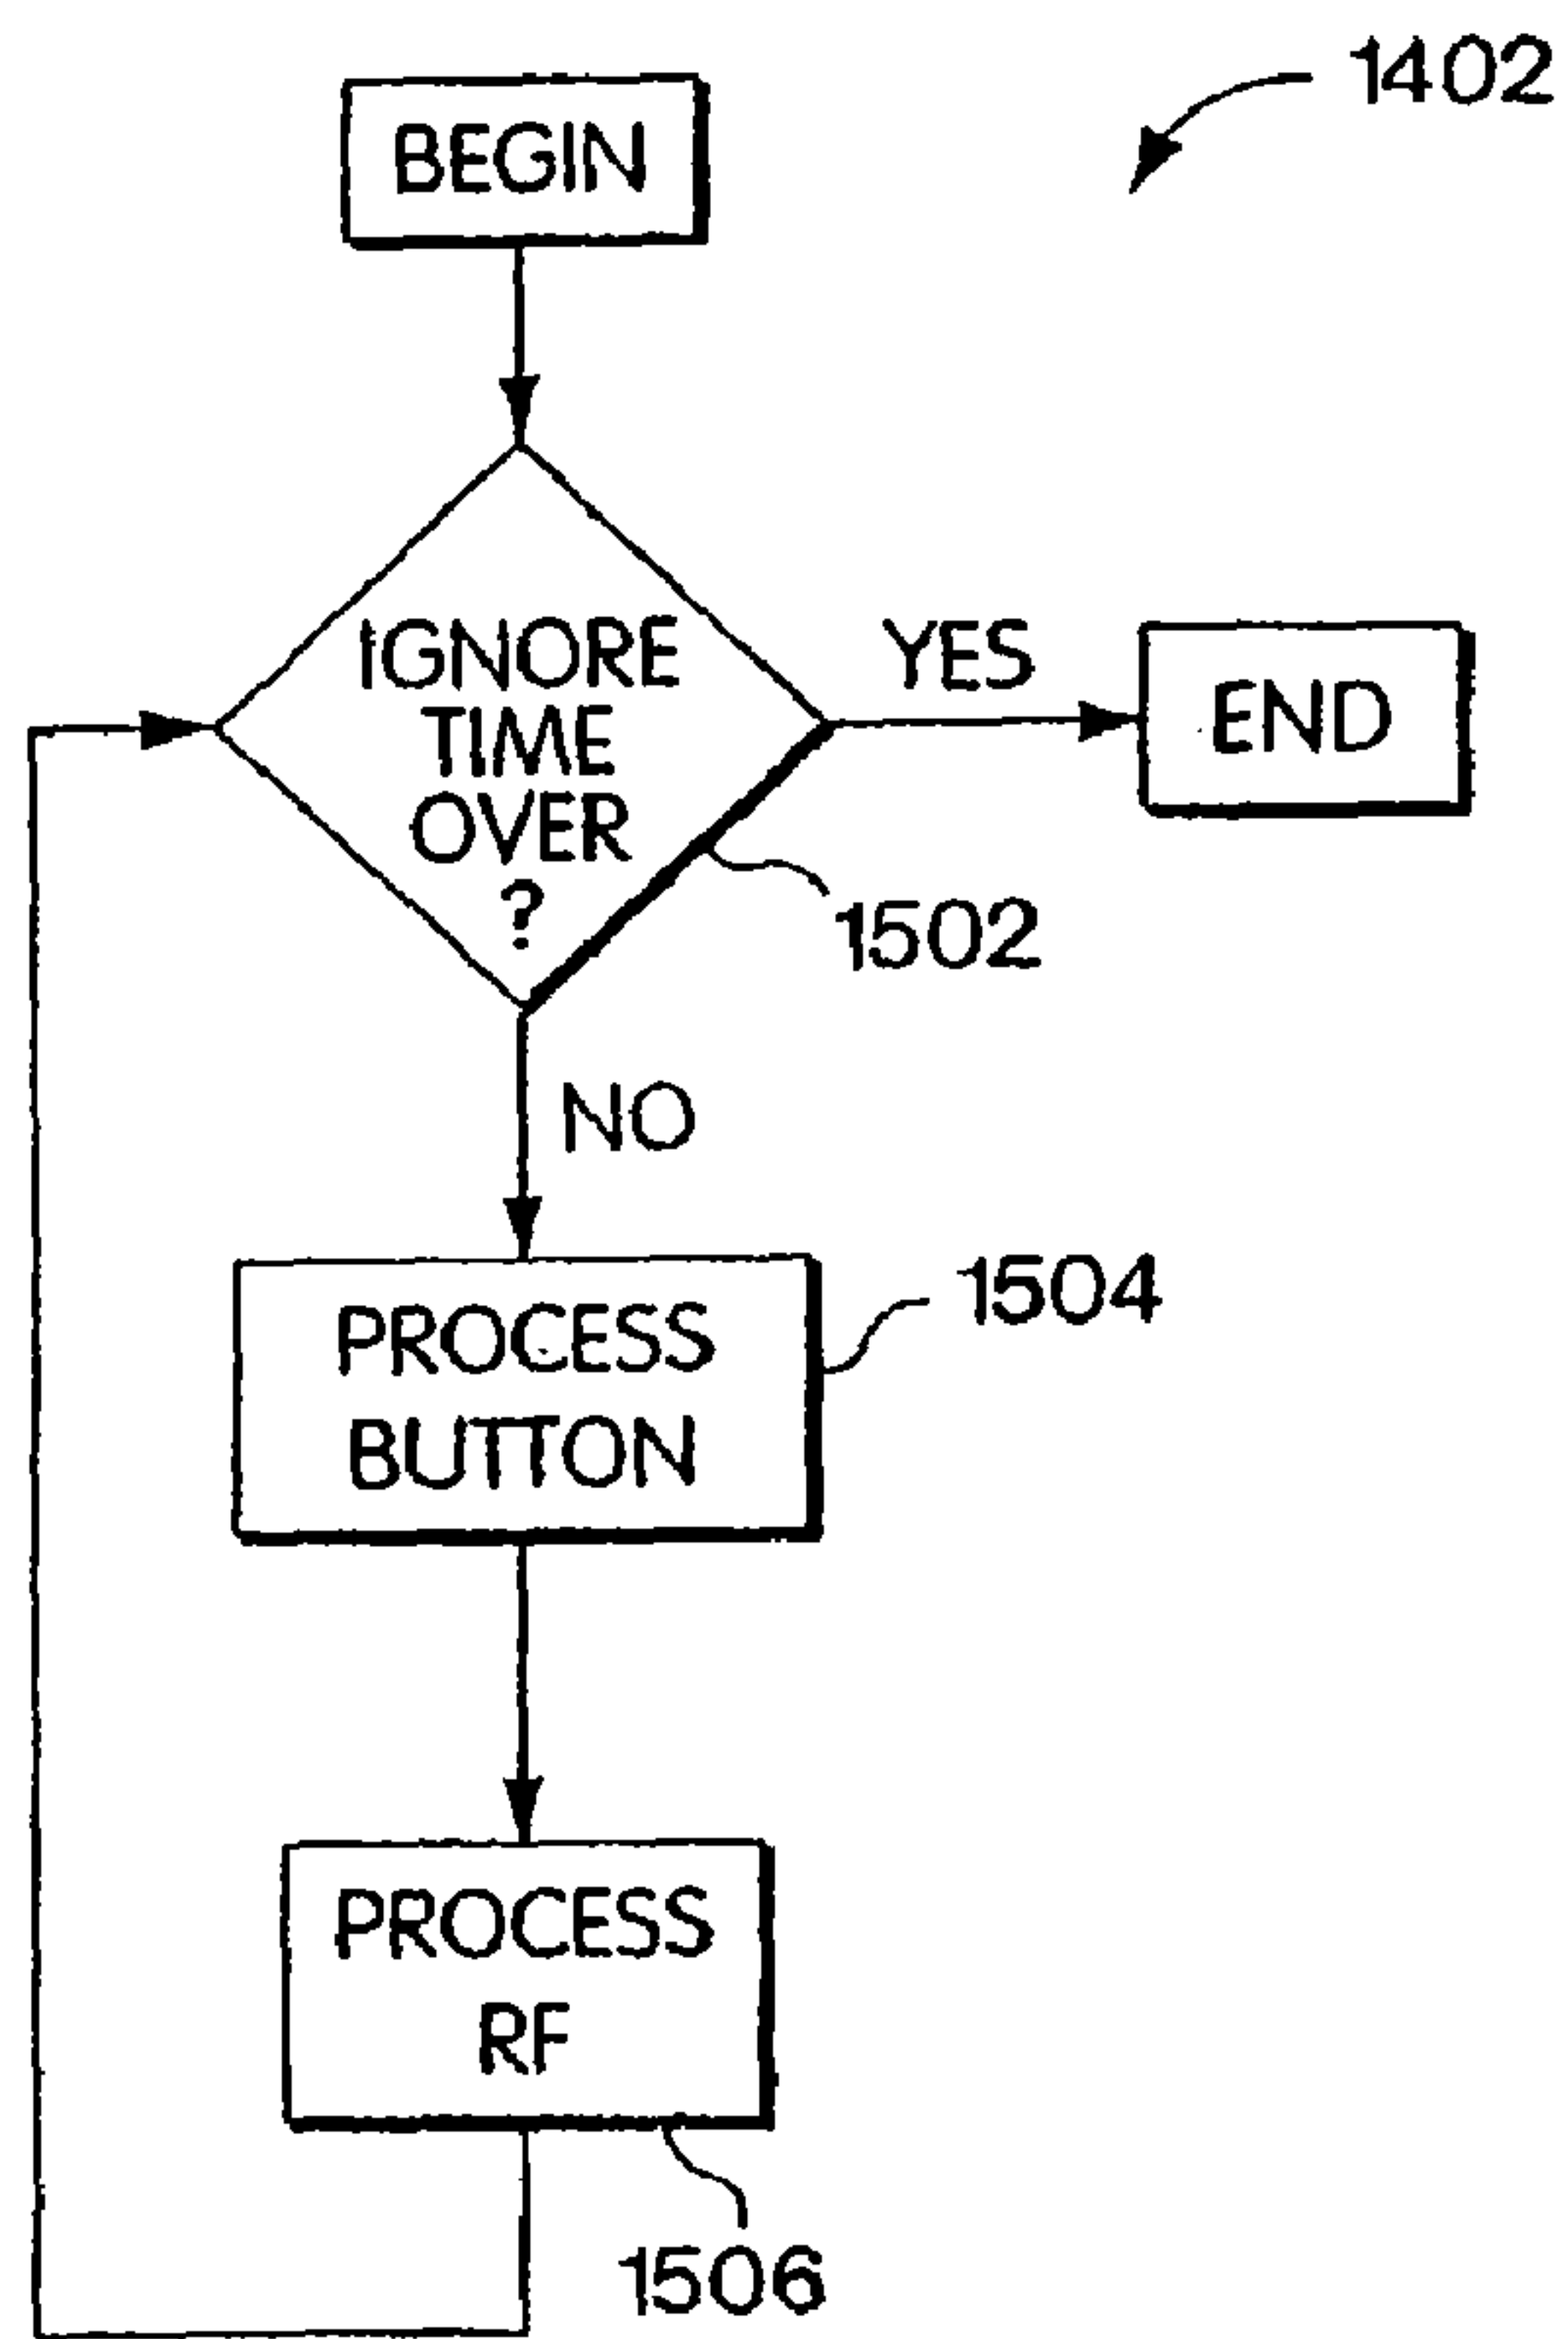 1402
BEGIN
IGNORE
TIME
OVER
?
YES
END
1502
NO
1504
PROCESS
BUTTON
PROCESS
RF
1506